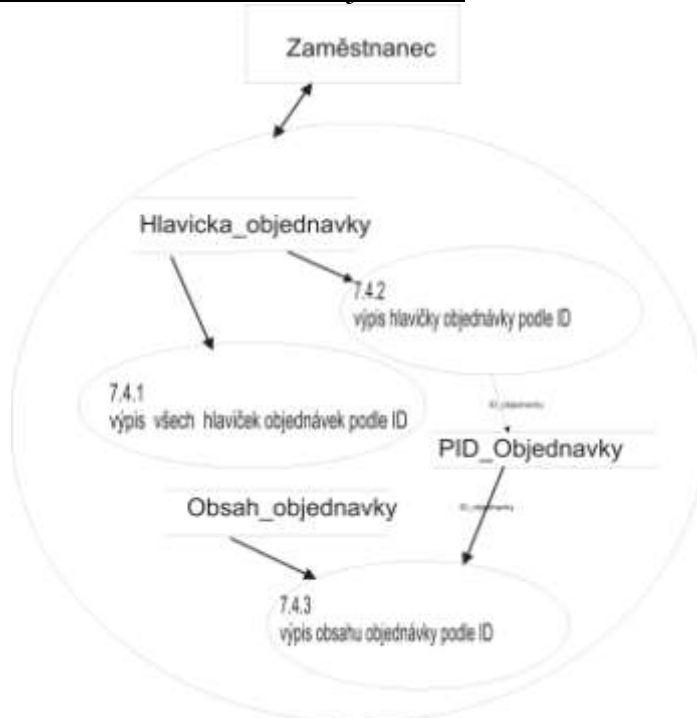 Zaměstnanec
Hlavicka_objednavky
7.4.2
výpis hlavičky objednávky podle ID
7.4.1
výpis všech hlaviček objednávek podle ID
PID_Objednavky
Obsah_objednavky
7.4.3
výpis obsahu objednávky podle ID